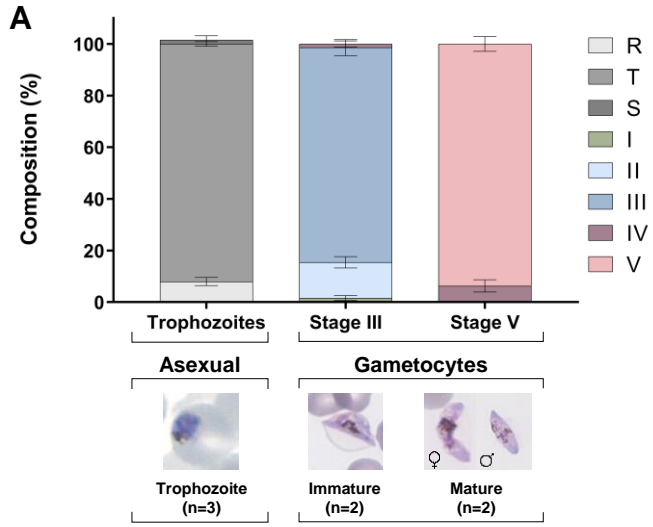 A
Composition (%)
100
80
60
40
20
0
R
T
S
I
II
III
IV
V
Trophozoites
Stage III
Stage V
Asexual
Gametocytes
♀
♂
Trophozoite
(n=3)
Immature
(n=2)
Mature
(n=2)